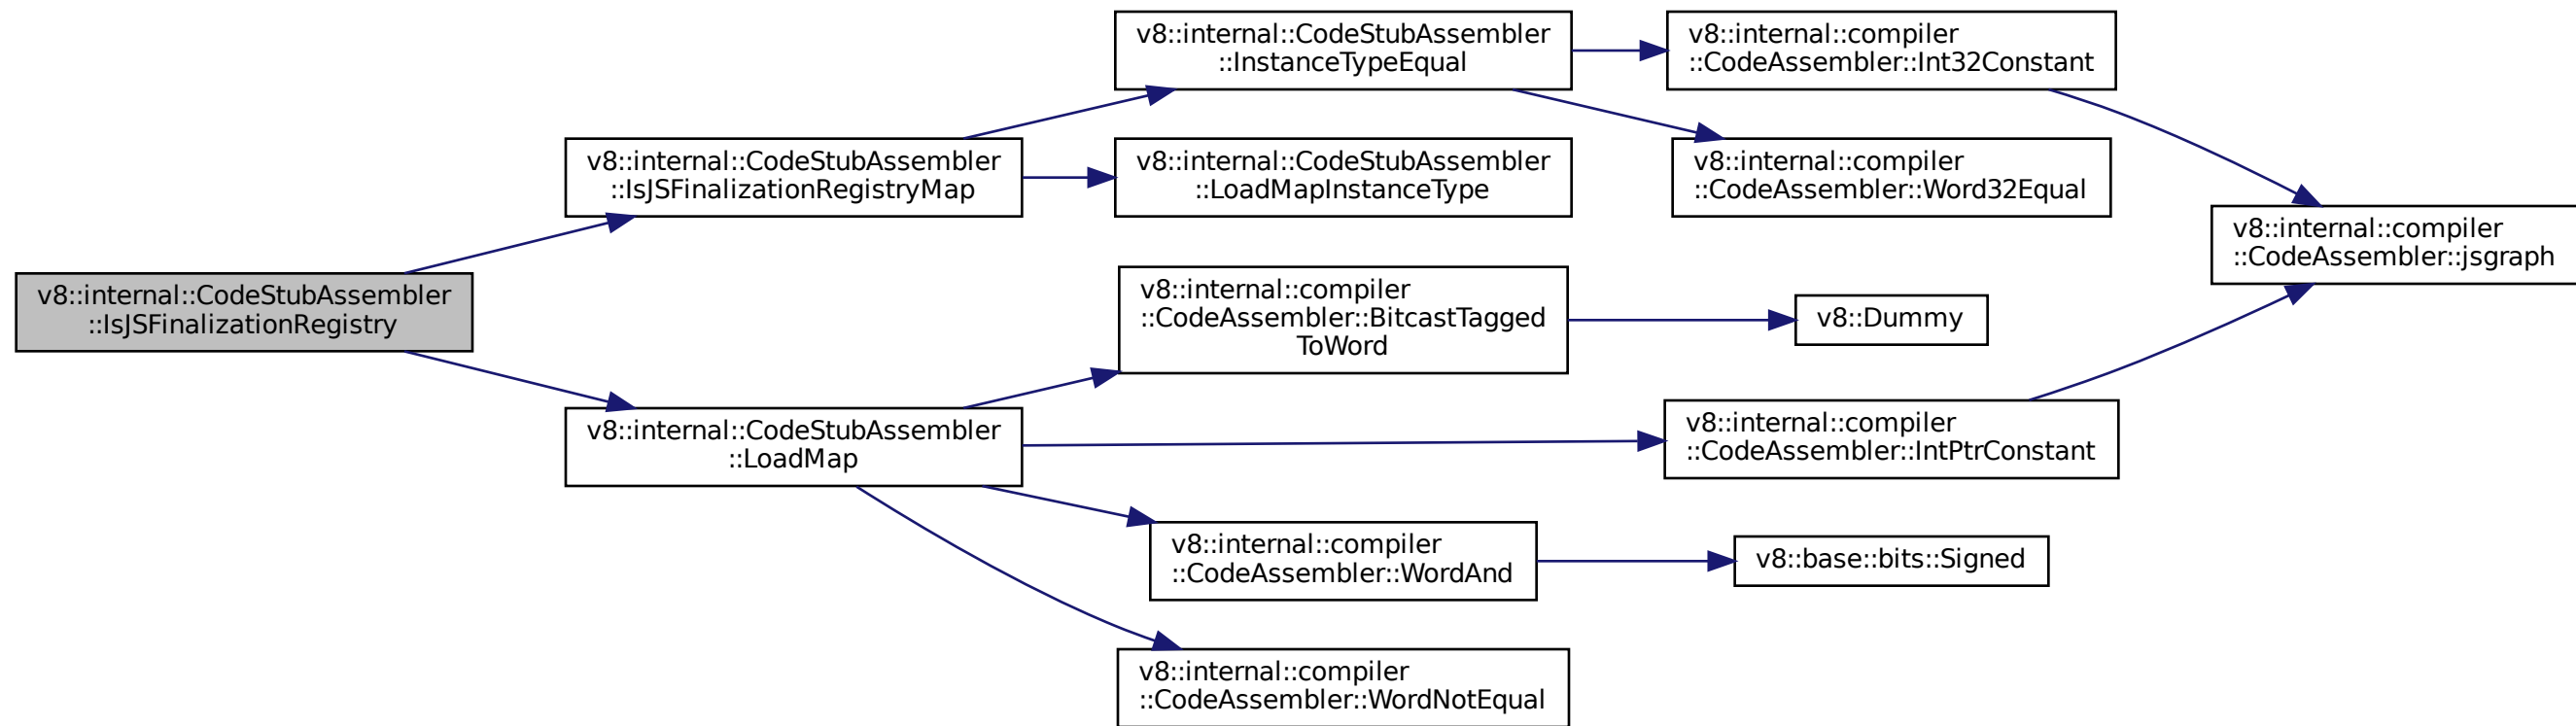 v8::internal::CodeStubAssembler
::IsJSFinalizationRegistry
v8::internal::CodeStubAssembler
::IsJSFinalizationRegistryMap
v8::internal::CodeStubAssembler
::LoadMap
v8::internal::CodeStubAssembler
::InstanceTypeEqual
v8::internal::CodeStubAssembler
::LoadMapInstanceType
v8::internal::compiler
::CodeAssembler::BitcastTagged
ToWord
v8::internal::compiler
::CodeAssembler::WordAnd
v8::internal::compiler
::CodeAssembler::WordNotEqual
v8::internal::compiler
::CodeAssembler::Int32Constant
v8::internal::compiler
::CodeAssembler::Word32Equal
v8::Dummy
v8::internal::compiler
::CodeAssembler::IntPtrConstant
v8::base::bits::Signed
v8::internal::compiler
::CodeAssembler::jsgraph